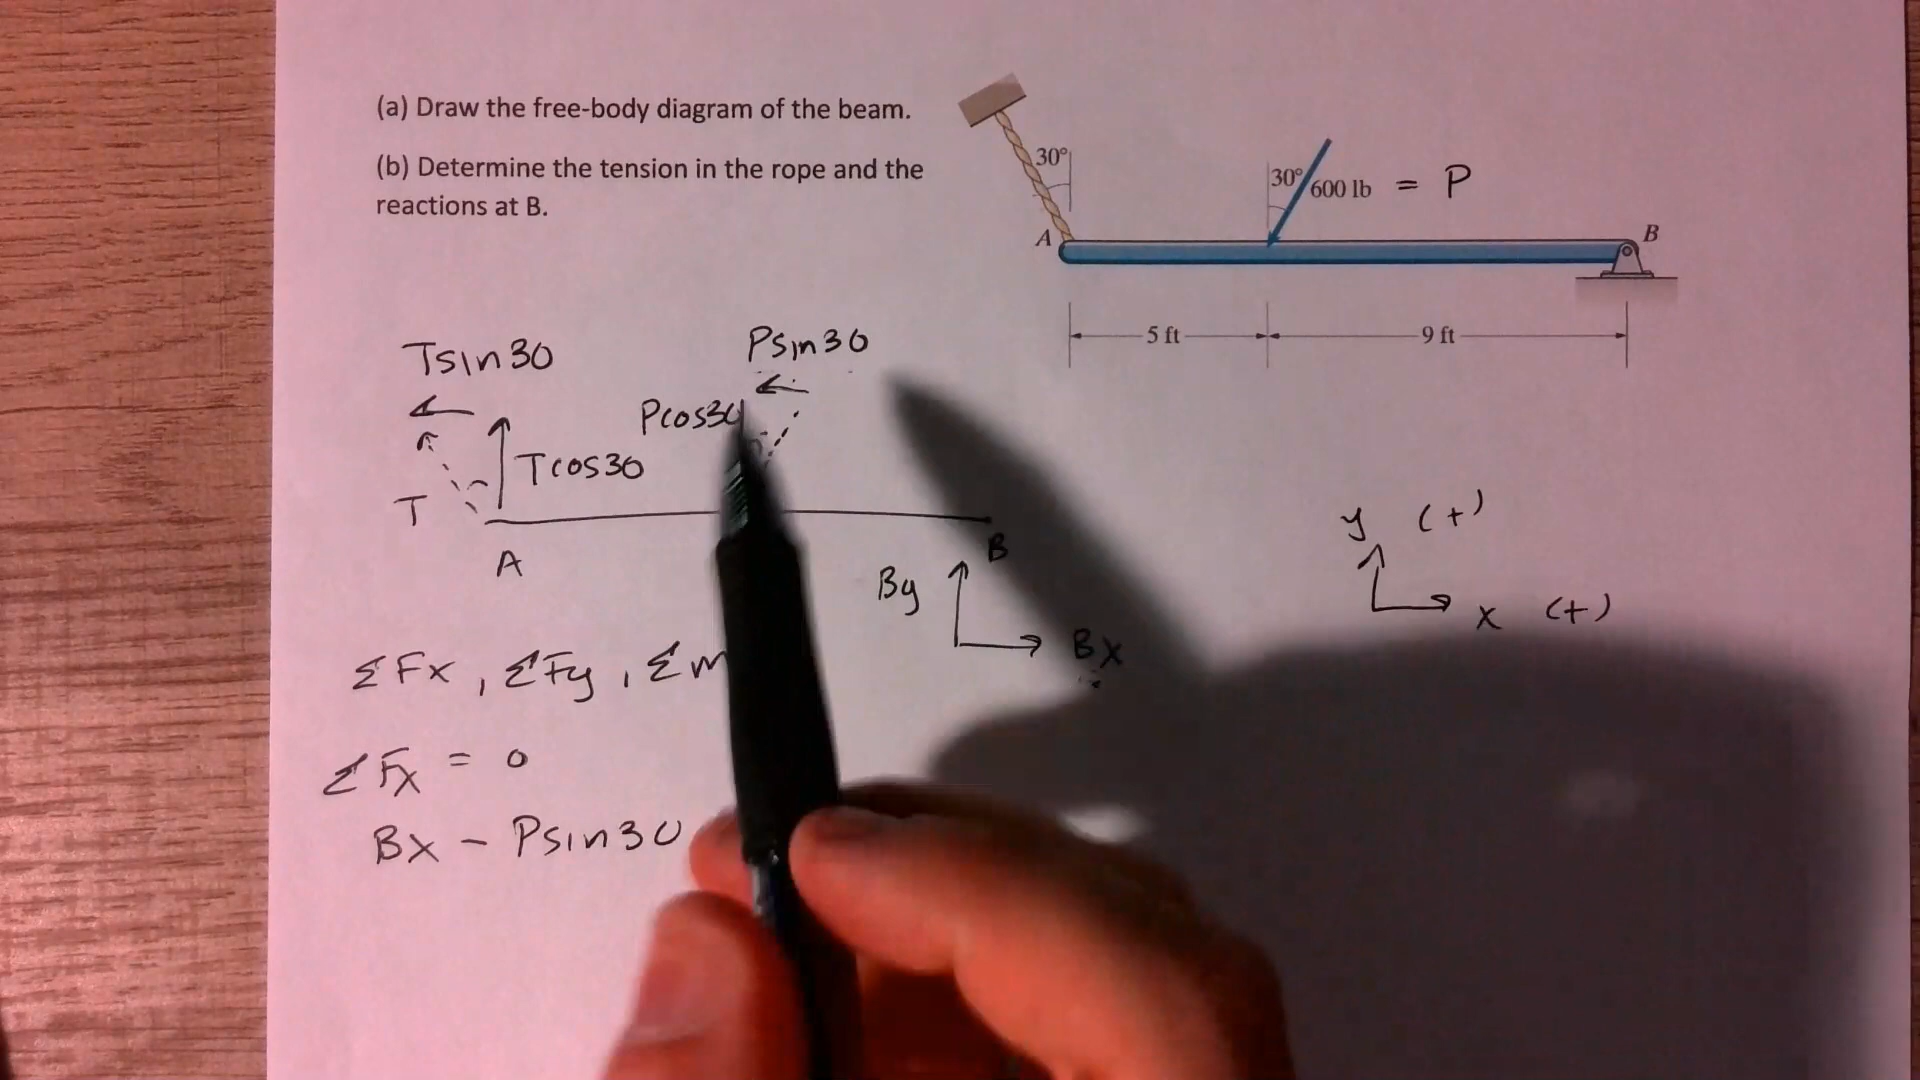 (a) Draw the free-body diagram of the beam.
(b) Determine the tension in the rope and the
reactions at B.
30°
30°
600 lb = P
A
B
5 ft
9 ft
Tsin30
Psin30
Pcos30
Tcos30
T
A
B
By
Bx
y (+)
x (+)
ΣFx , ΣFy , ΣM
ΣFx = 0
Bx - Psin30